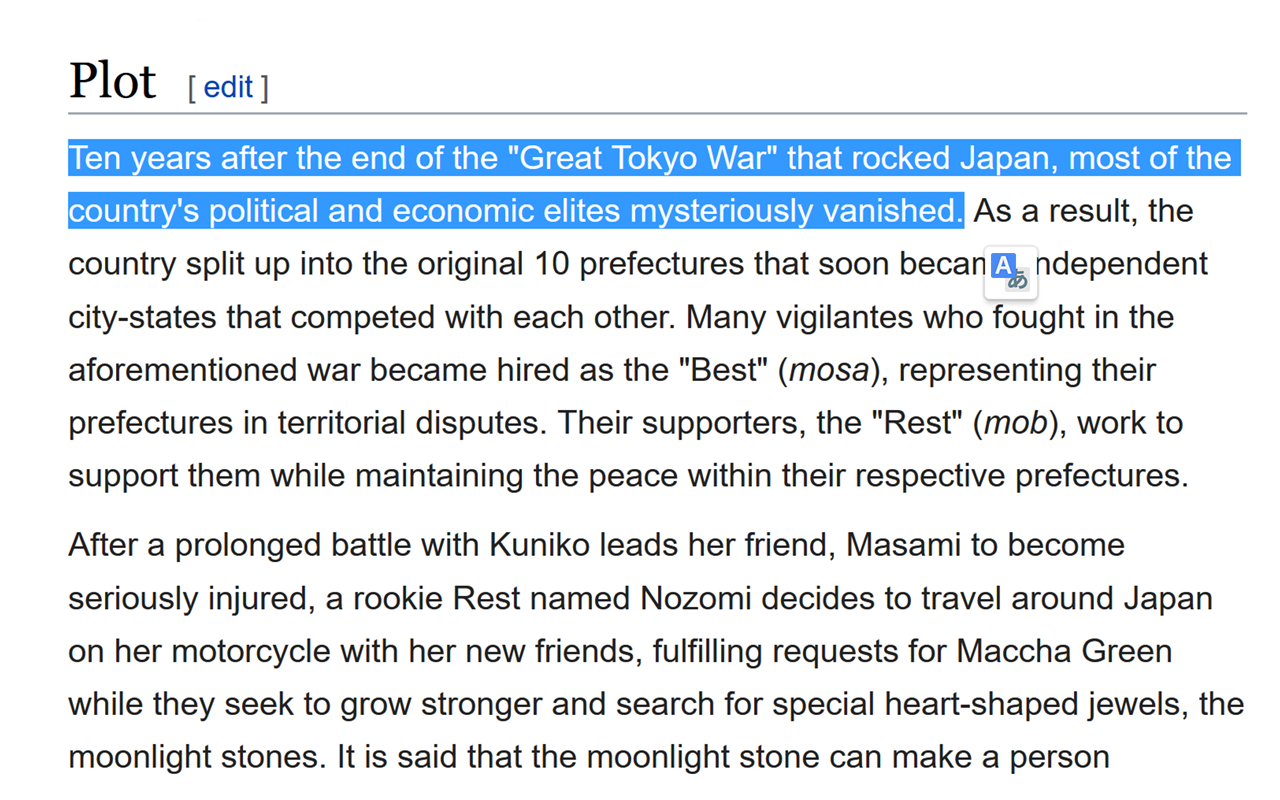 Plot [ edit ]
Ten years after the end of the "Great Tokyo War" that rocked Japan, most of the
country's political and economic elites mysteriously vanished. As a result, the
country split up into the original 10 prefectures that soon becam ndependent
A あ
city-states that competed with each other. Many vigilantes who fought in the
aforementioned war became hired as the "Best" (mosa), representing their
prefectures in territorial disputes. Their supporters, the "Rest" (mob), work to
support them while maintaining the peace within their respective prefectures.
After a prolonged battle with Kuniko leads her friend, Masami to become
seriously injured, a rookie Rest named Nozomi decides to travel around Japan
on her motorcycle with her new friends, fulfilling requests for Maccha Green
while they seek to grow stronger and search for special heart-shaped jewels, the
moonlight stones. It is said that the moonlight stone can make a person